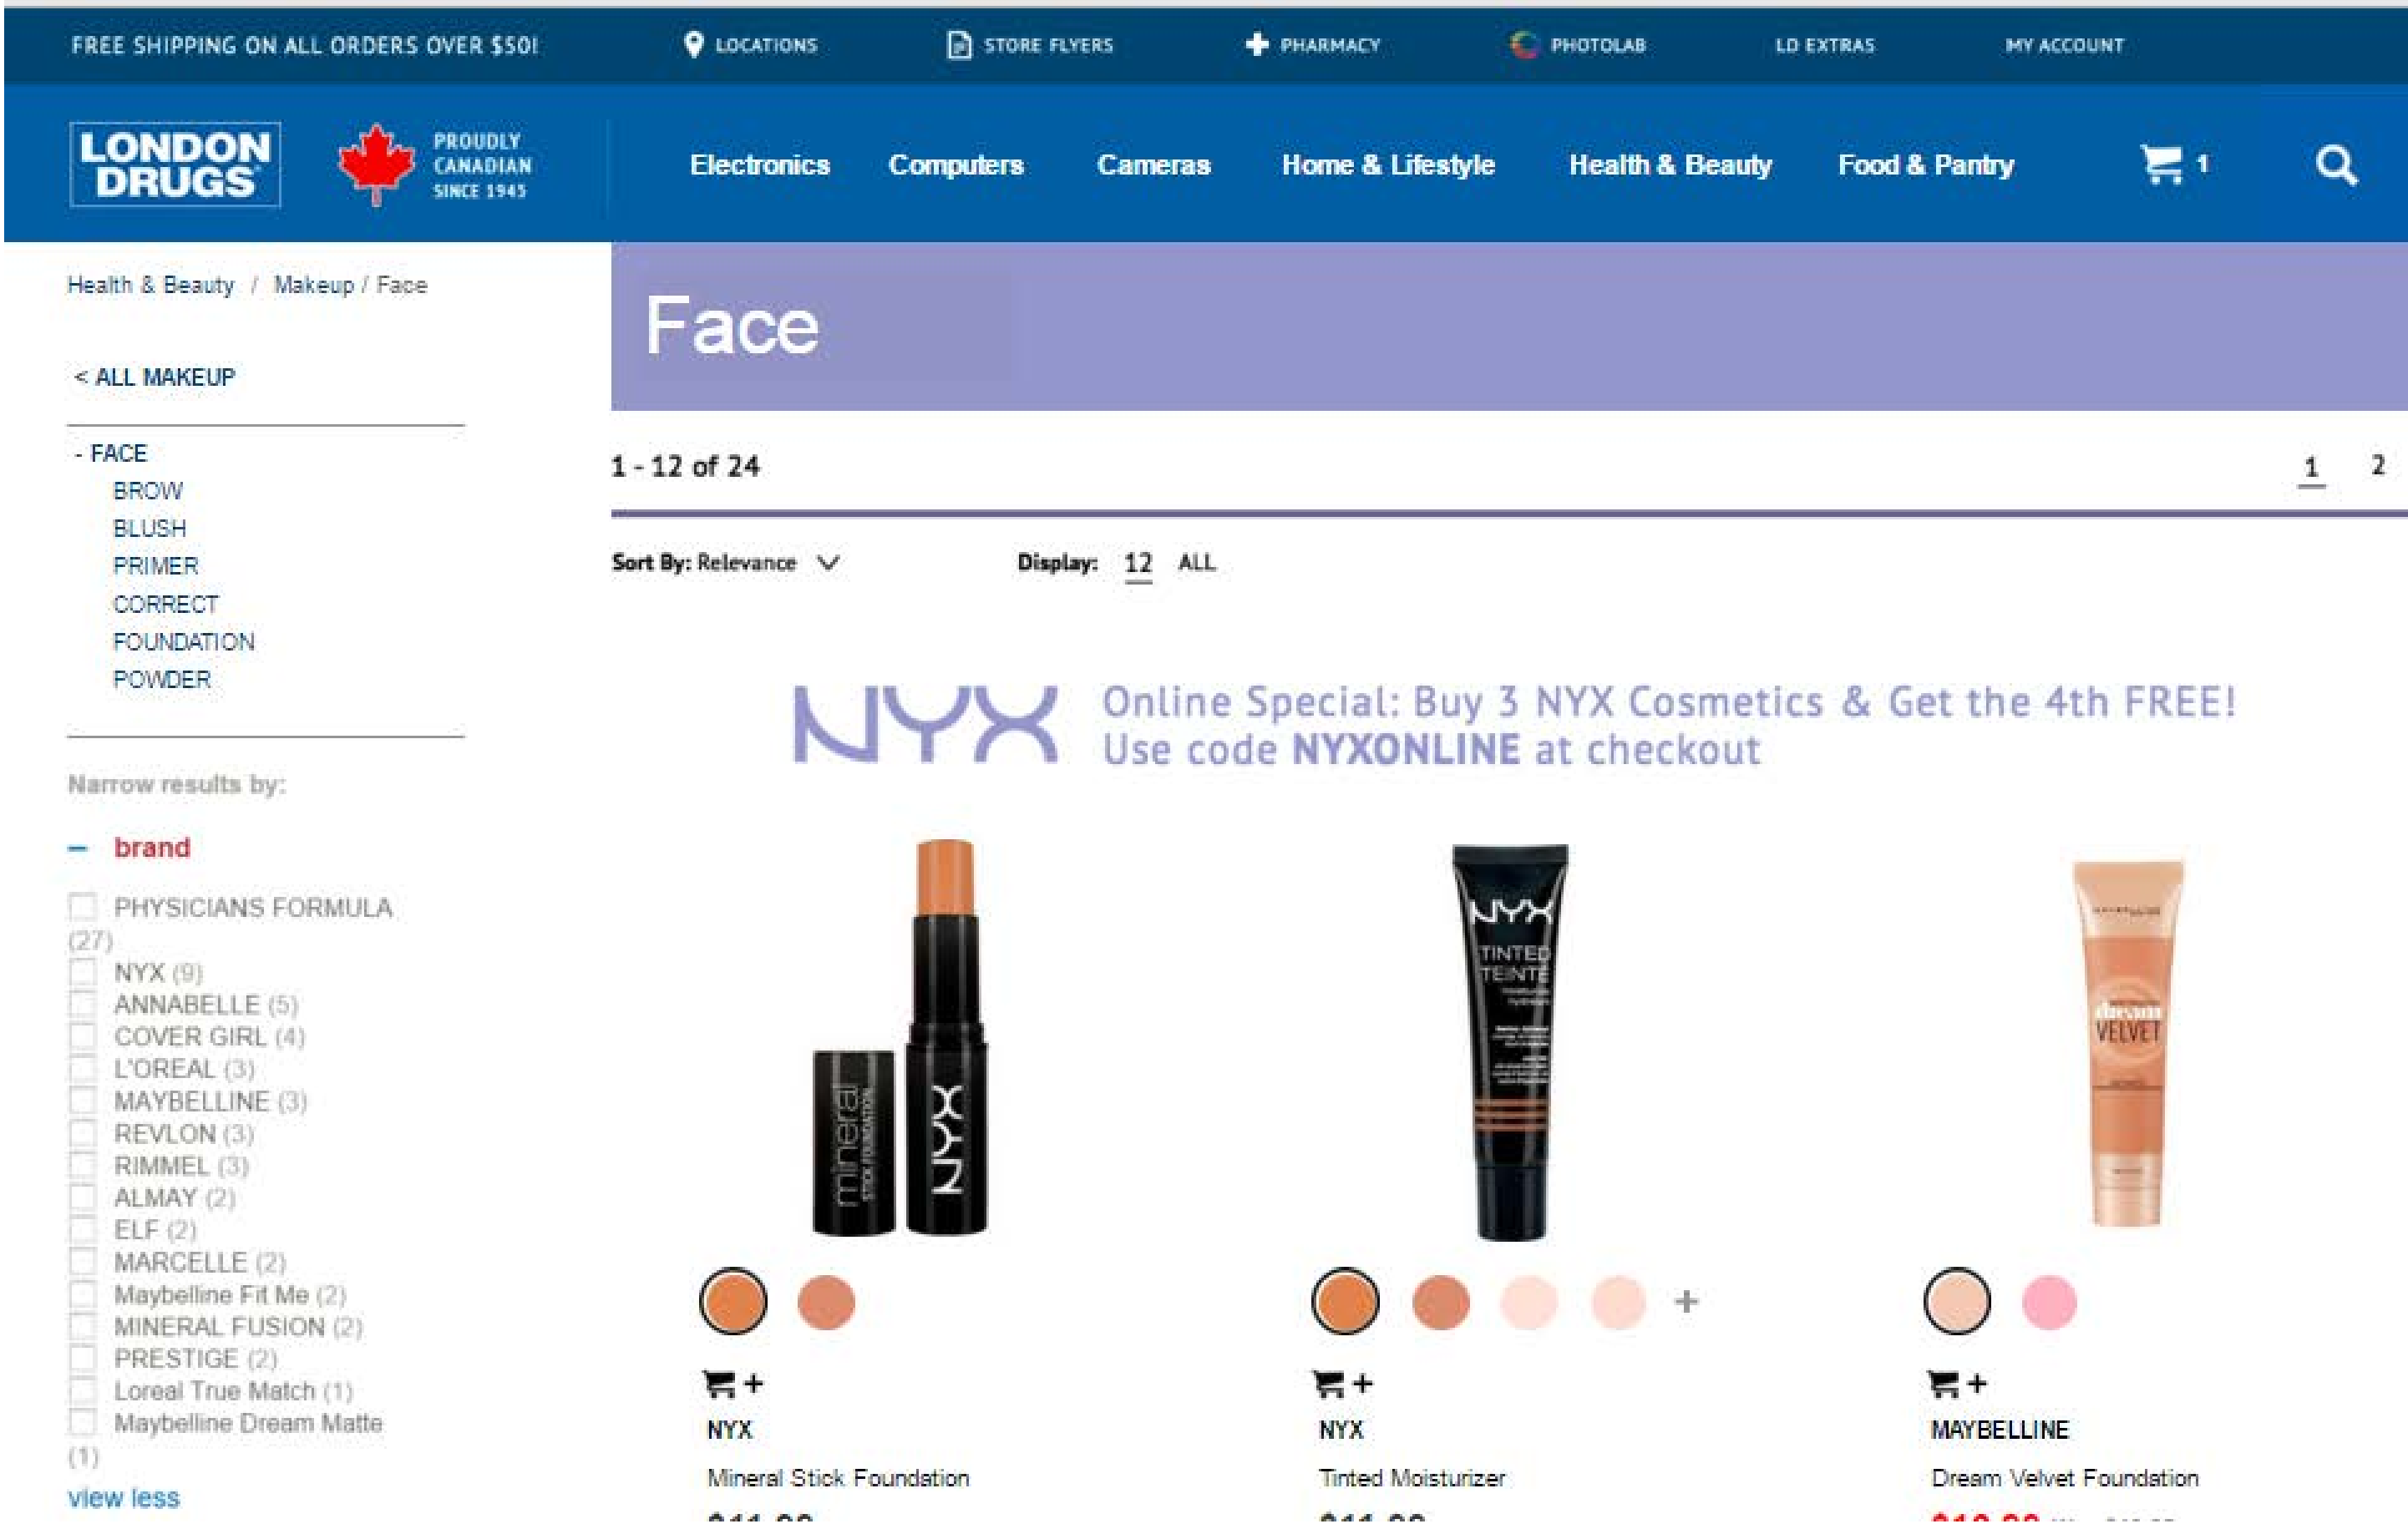 FREE SHIPPING ON ALL ORDERS OVER $50!
LOCATIONS
STORE FLYERS
PHARMACY
PHOTOLAB
LD EXTRAS
MY ACCOUNT
LONDON
DRUGS
PROUDLY
CANADIAN
SINCE 1945
Electronics
Computers
Cameras
Home & Lifestyle
Health & Beauty
Food & Pantry
1
Health & Beauty / Makeup / Face
< ALL MAKEUP
- FACE
BROW
BLUSH
PRIMER
CORRECT
FOUNDATION
POWDER
Narrow results by:
– brand
PHYSICIANS FORMULA
(27)
NYX (9)
ANNABELLE (5)
COVER GIRL (4)
L'OREAL (3)
MAYBELLINE (3)
REVLON (3)
RIMMEL (3)
ALMAY (2)
ELF (2)
MARCELLE (2)
Maybelline Fit Me (2)
MINERAL FUSION (2)
PRESTIGE (2)
Loreal True Match (1)
Maybelline Dream Matte
(1)
view less
Face
1 - 12 of 24
1 2
Sort By: Relevance
Display: 12 ALL
NYX
Online Special: Buy 3 NYX Cosmetics & Get the 4th FREE!
Use code NYXONLINE at checkout
mineral
STICK FOUNDATION
NYX
NYX
TINTED
TEINTÉ
dream
VELVET
+
+
NYX
Mineral Stick Foundation
+
NYX
Tinted Moisturizer
+
MAYBELLINE
Dream Velvet Foundation